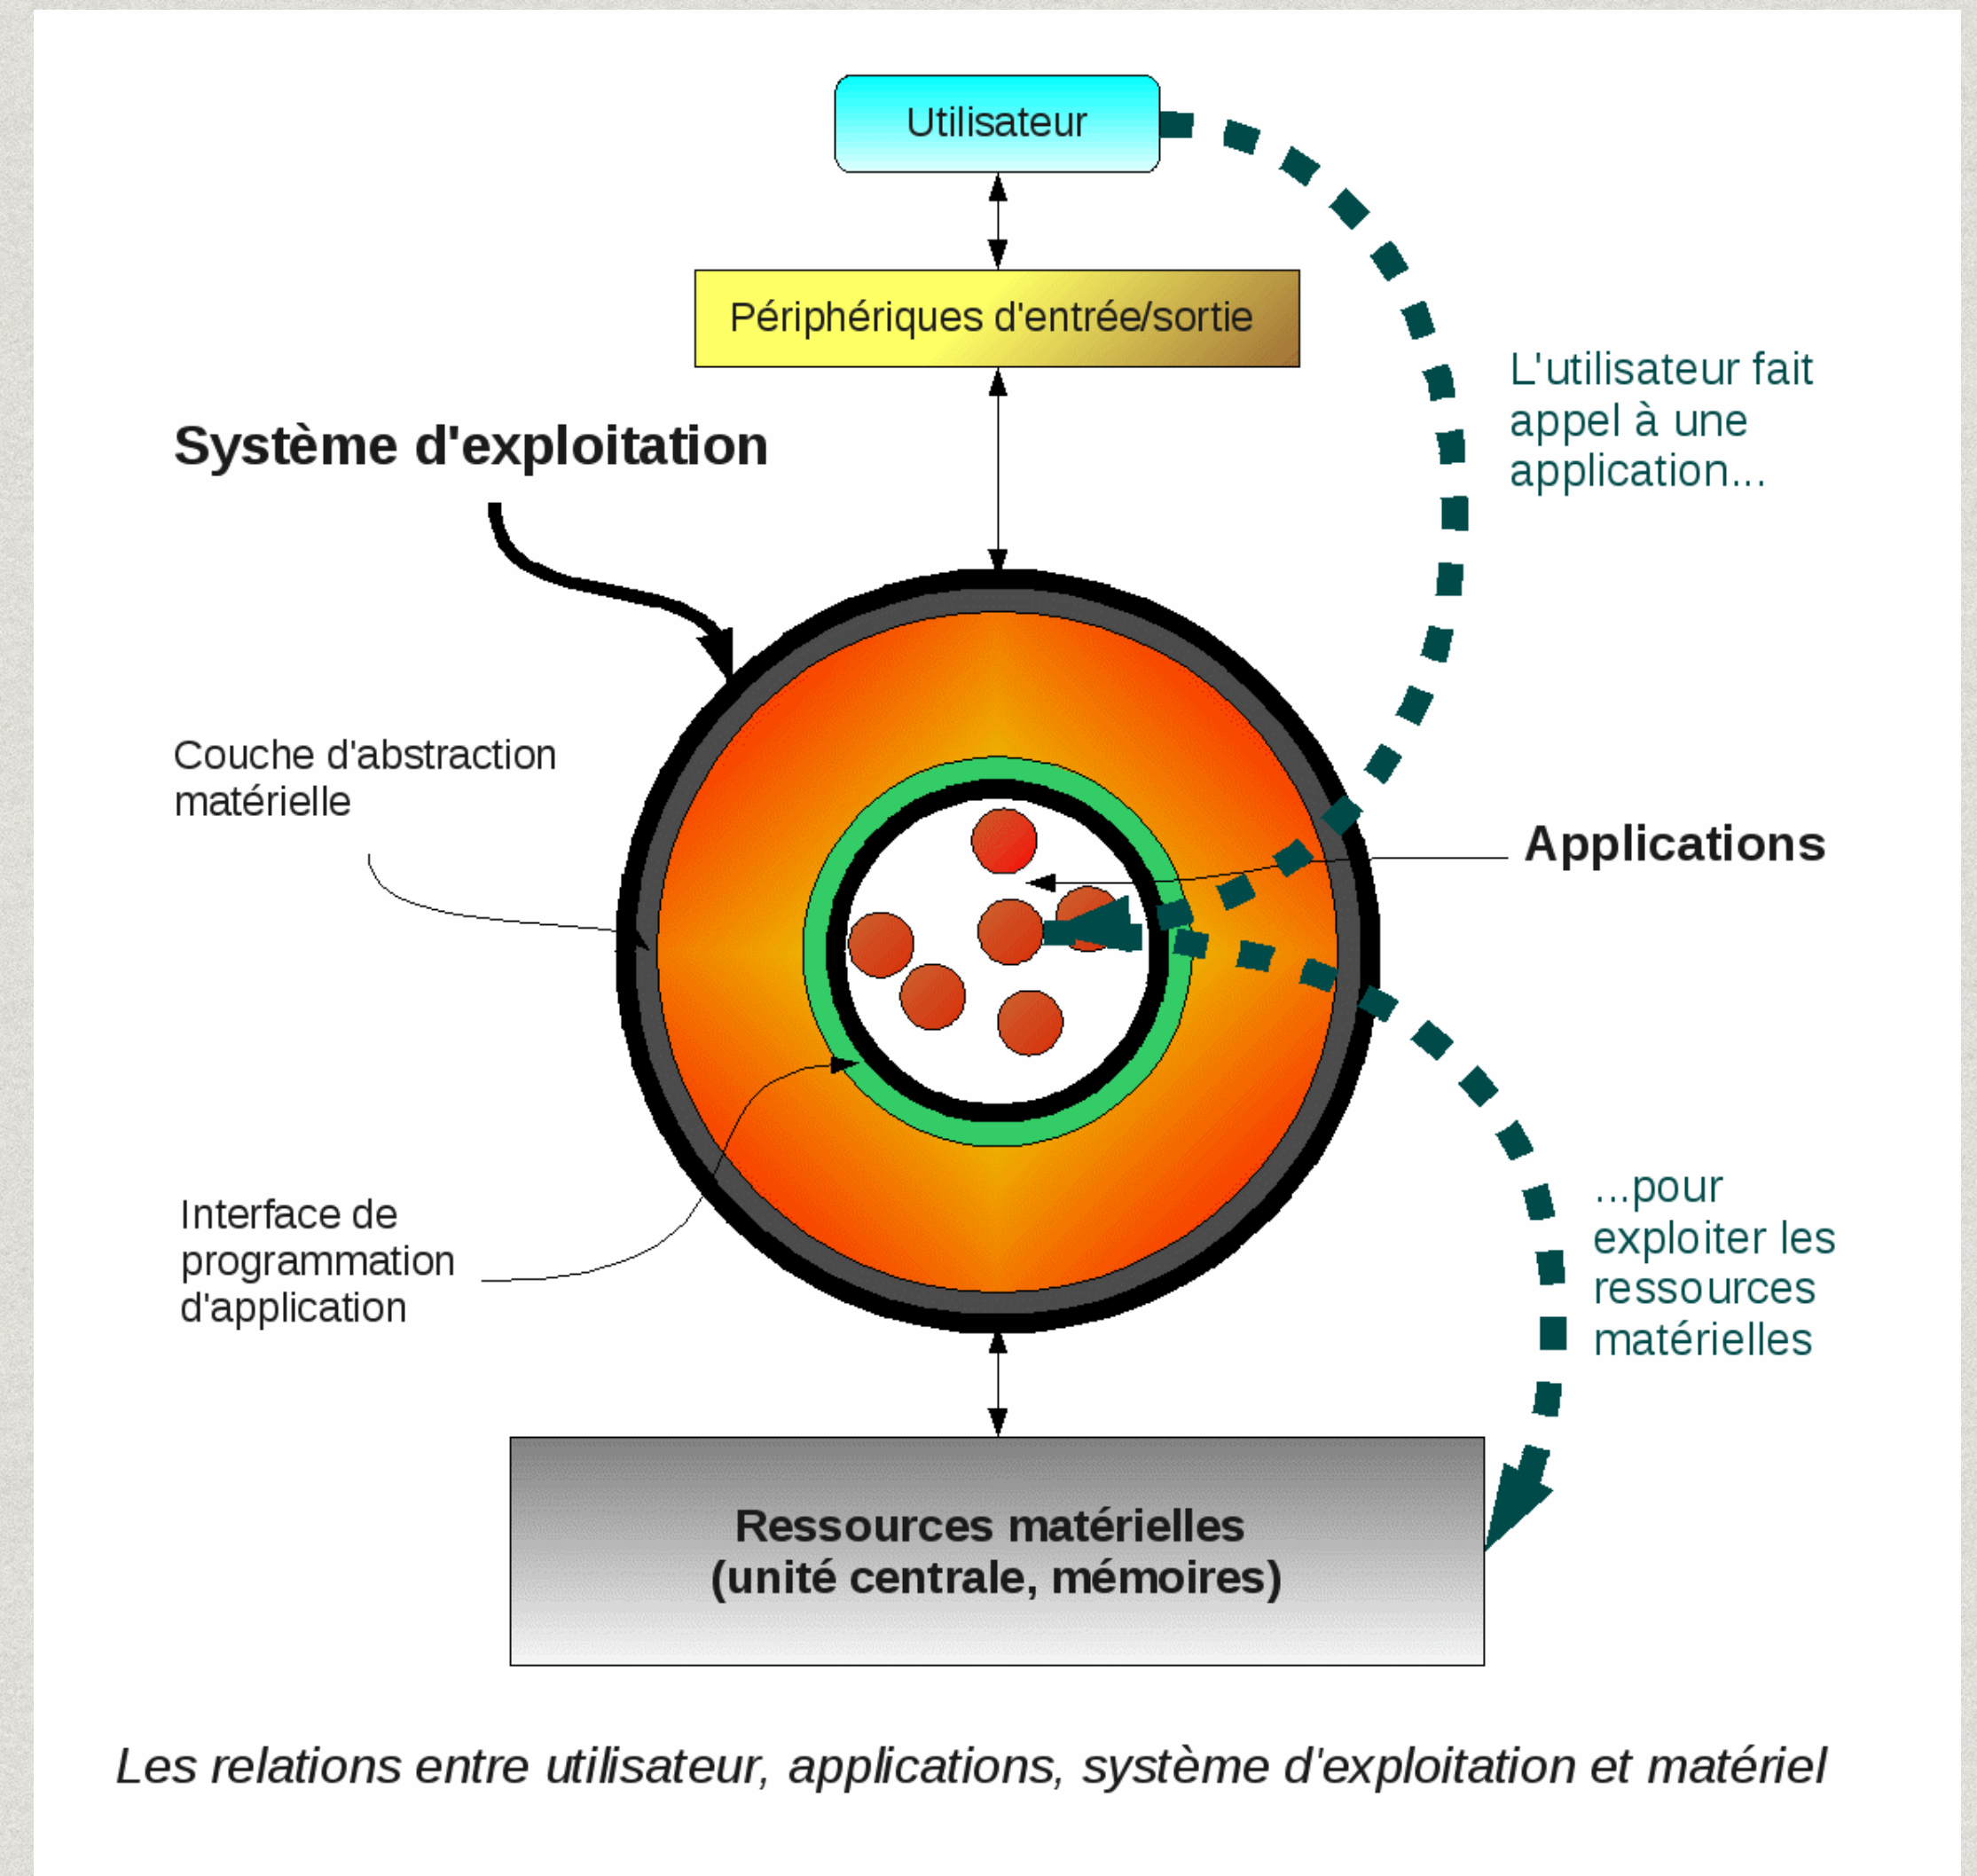 Utilisateur
Périphériques d'entrée/sortie
L'utilisateur fait
appel à une
application...
Système d'exploitation
Couche d'abstraction
matérielle
Applications
Interface de
programmation
d'application
...pour
exploiter les
ressources
matérielles
Ressources matérielles
(unité centrale, mémoires)
Les relations entre utilisateur, applications, système d'exploitation et matériel